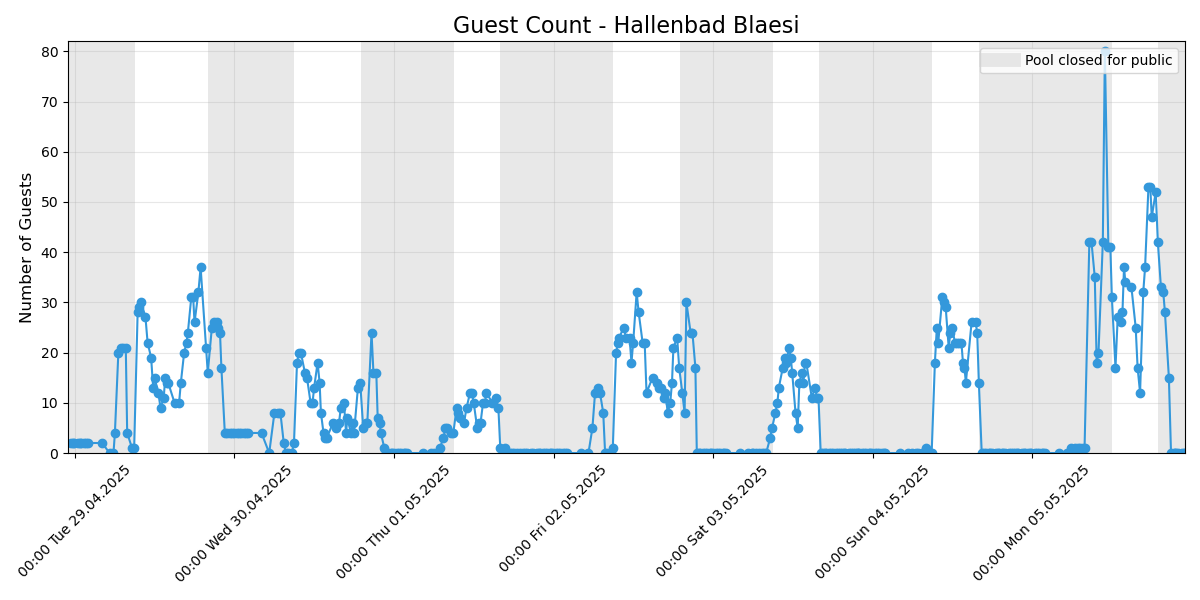 Guest Count - Hallenbad Blaesi
Pool closed for public
Number of Guests
80
70
60
50
40
30
20
10
0
00:00 Tue 29.04.2025
00:00 Wed 30.04.2025
00:00 Thu 01.05.2025
00:00 Fri 02.05.2025
00:00 Sat 03.05.2025
00:00 Sun 04.05.2025
00:00 Mon 05.05.2025